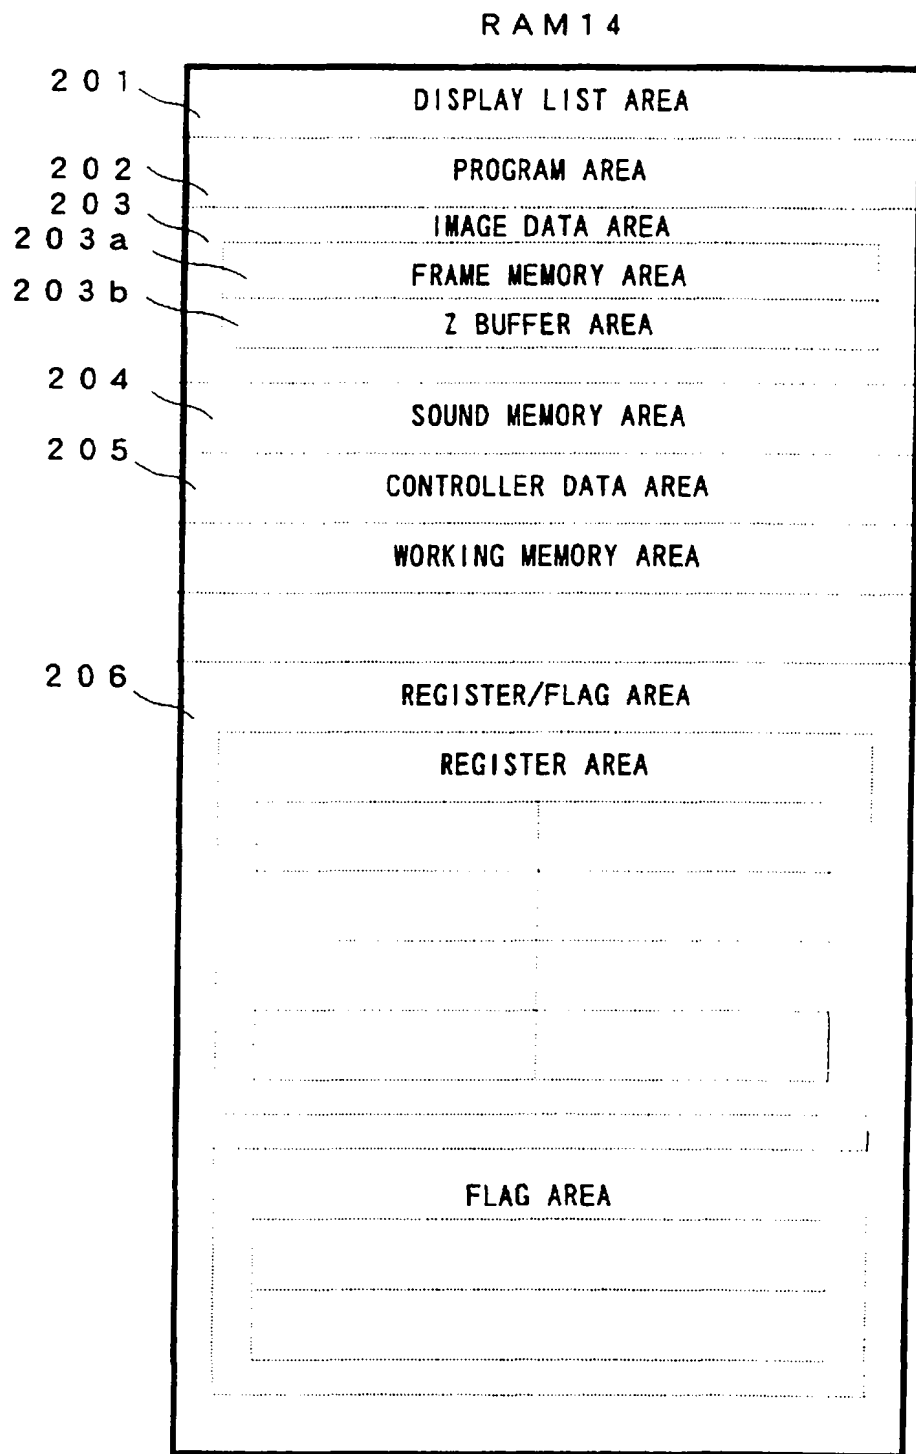 RAM14
201
DISPLAY LIST AREA
202
PROGRAM AREA
203
IMAGE DATA AREA
203a
FRAME MEMORY AREA
203b
Z BUFFER AREA
204
SOUND MEMORY AREA
205
CONTROLLER DATA AREA
WORKING MEMORY AREA
206
REGISTER/FLAG AREA
REGISTER AREA
FLAG AREA